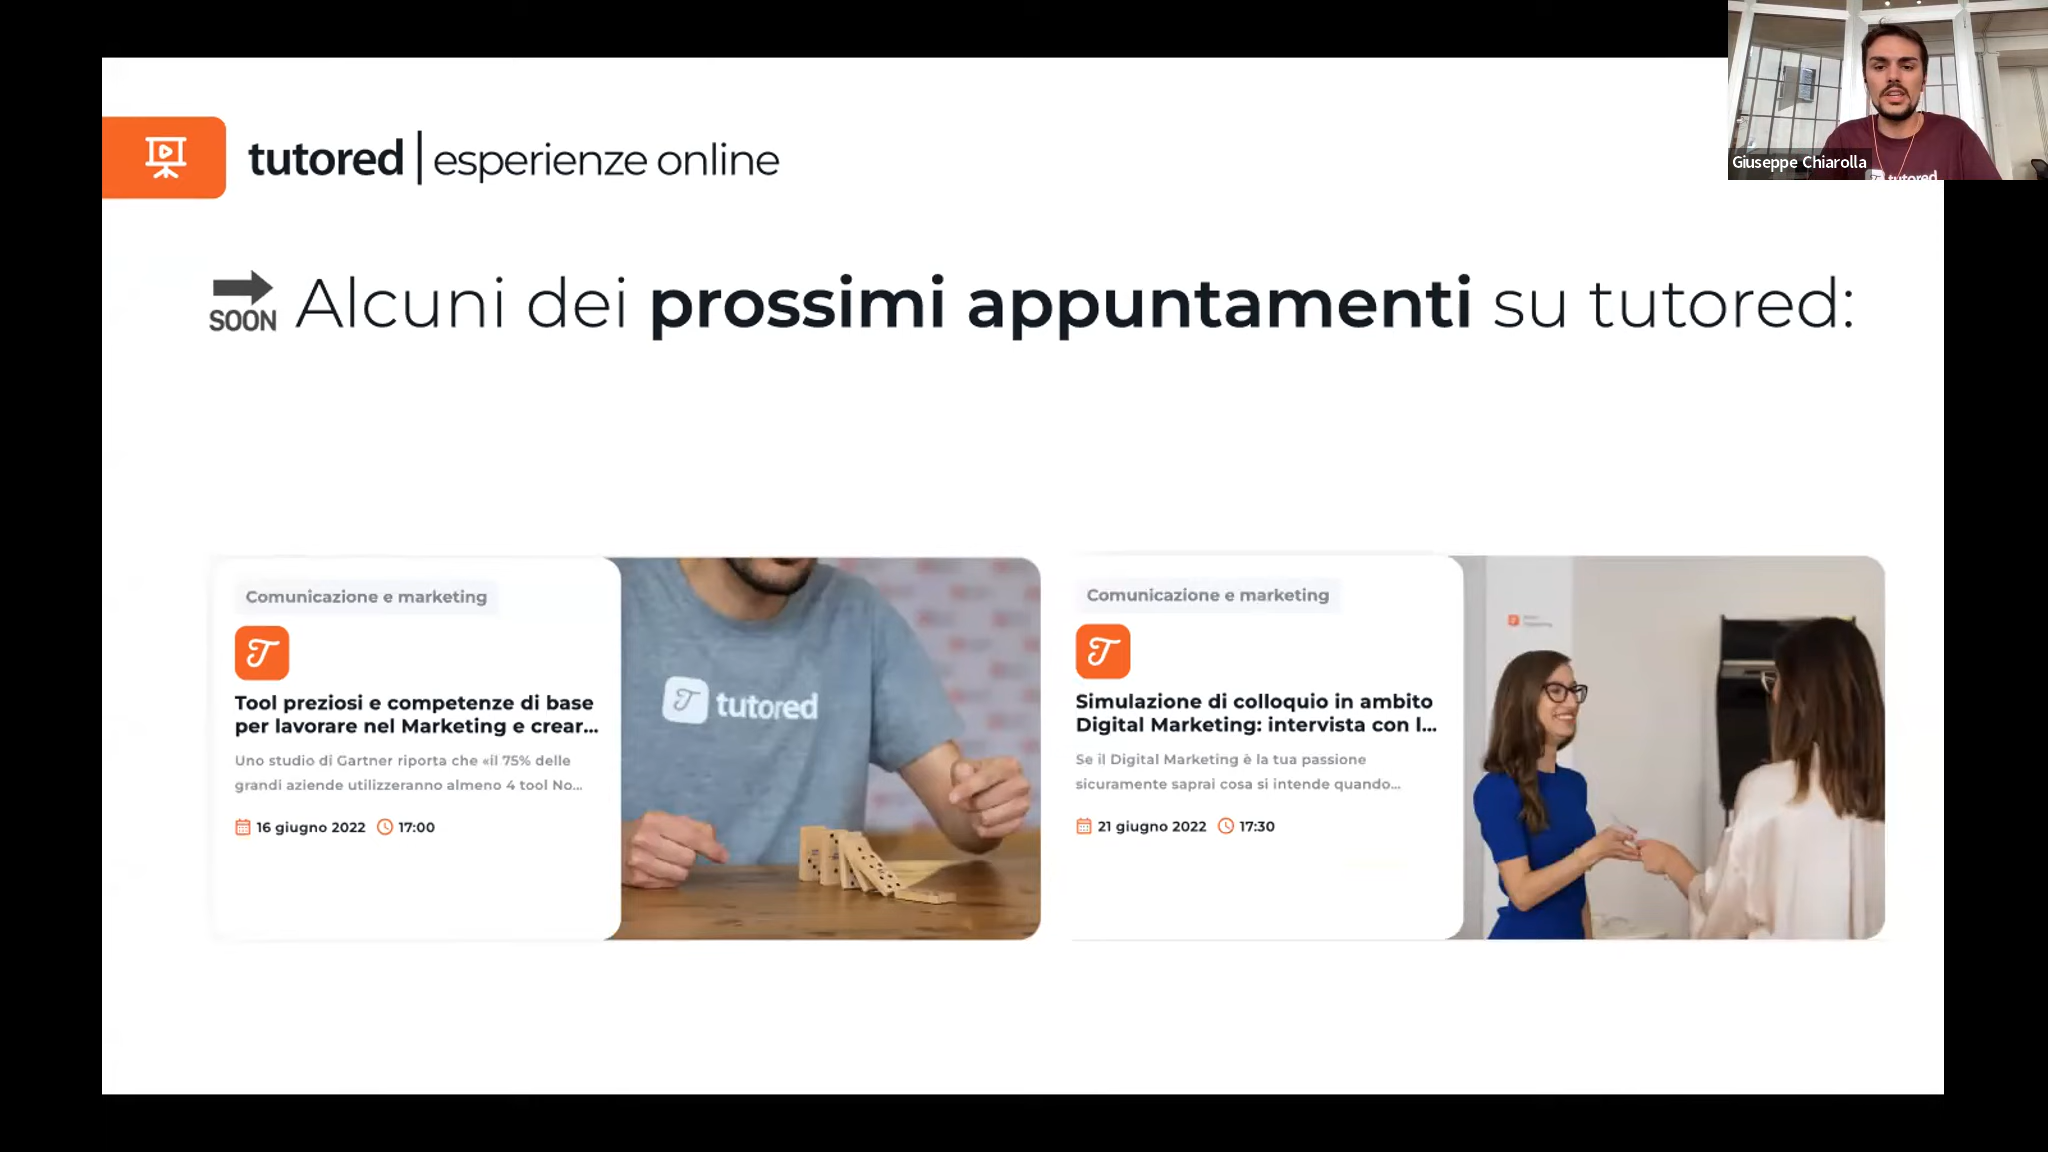 tutored | esperienze online
Giuseppe Chiarolla
tutored
SOON
Alcuni dei prossimi appuntamenti su tutored:
Comunicazione e marketing
Tool preziosi e competenze di base
per lavorare nel Marketing e crear...
Uno studio di Gartner riporta che «il 75% delle
grandi aziende utilizzeranno almeno 4 tool No...
16 giugno 2022 17:00
tutored
Comunicazione e marketing
Simulazione di colloquio in ambito
Digital Marketing: intervista con l...
Se il Digital Marketing è la tua passione
sicuramente saprai cosa si intende quando...
21 giugno 2022 17:30